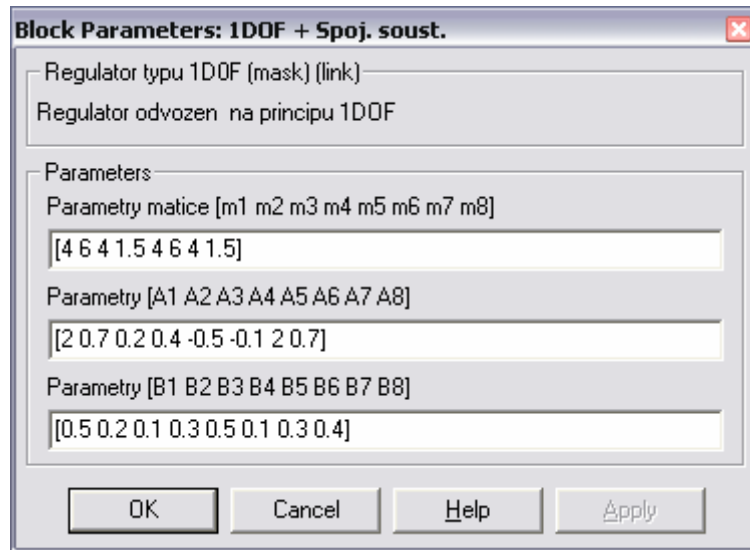 Block Parameters: 1DOF + Spoj. soust.
Regulator typu 1DOF (mask) (link)
Regulator odvozen na principu 1DOF
Parameters
Parametry matice [m1 m2 m3 m4 m5 m6 m7 m8]
[4 6 4 1.5 4 6 4 1.5]
Parametry [A1 A2 A3 A4 A5 A6 A7 A8]
[2 0.7 0.2 0.4 -0.5 -0.1 2 0.7]
Parametry [B1 B2 B3 B4 B5 B6 B7 B8]
[0.5 0.2 0.1 0.3 0.5 0.1 0.3 0.4]
OK Cancel Help Apply